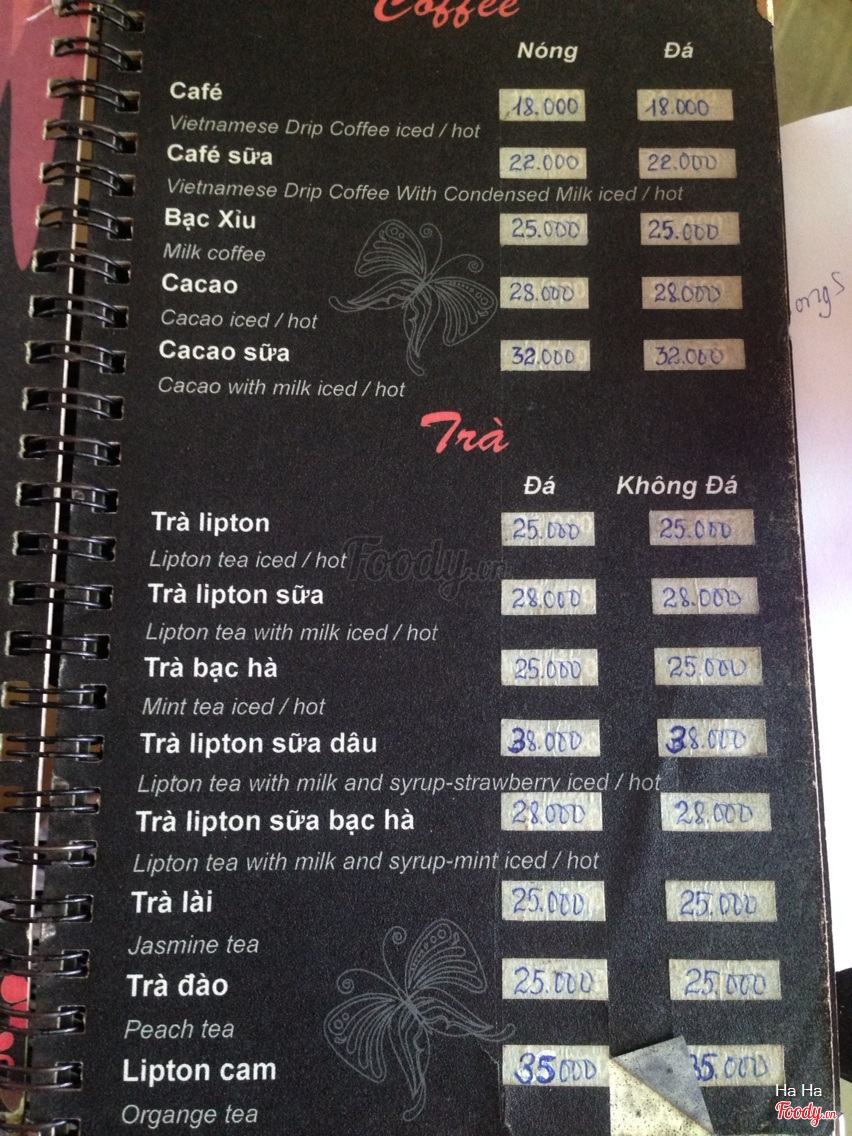 Coffee
Nóng Đá
Café 18.000 18.000
Vietnamese Drip Coffee iced / hot
Café sữa 22.000 22.000
Vietnamese Drip Coffee With Condensed Milk iced / hot
Bạc Xỉu 25.000 25.000
Milk coffee
Cacao 28.000 28.000
Cacao iced / hot
Cacao sữa 32.000 32.000
Cacao with milk iced / hot
ongs
Trà
Đá Không Đá
Trà lipton 25.000 25.000
Lipton tea iced / hot
Foody.vn
Trà lipton sữa 28.000 28.000
Lipton tea with milk iced / hot
Trà bạc hà 25.000 25.000
Mint tea iced / hot
Trà lipton sữa dâu 38.000 38.000
Lipton tea with milk and syrup-strawberry iced / hot
Trà lipton sữa bạc hà 28.000 28.000
Lipton tea with milk and syrup-mint iced / hot
Trà lài 25.000 25.000
Jasmine tea
Trà đào 25.000 25.000
Peach tea
Lipton cam 35000 35.000
Organge tea
Ha Ha
Foody.vn